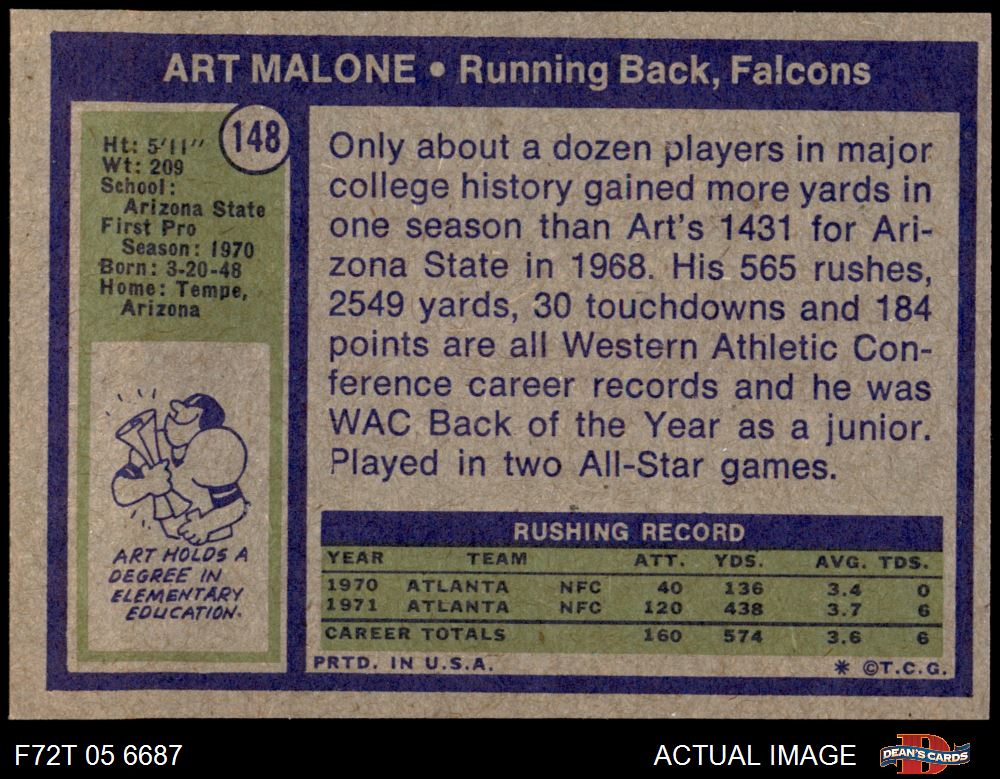 ART MALONE • Running Back, Falcons
148
Ht: 5'11"
Wt: 209
School:
Arizona State
First Pro
Season: 1970
Born: 3-20-48
Home: Tempe,
Arizona
ART HOLDS A
DEGREE IN
ELEMENTARY
EDUCATION.
Only about a dozen players in major
college history gained more yards in
one season than Art's 1431 for Ari-
zona State in 1968. His 565 rushes,
2549 yards, 30 touchdowns and 184
points are all Western Athletic Con-
ference career records and he was
WAC Back of the Year as a junior.
Played in two All-Star games.
RUSHING RECORD
YEAR TEAM ATT. YDS. AVG. TDS.
1970 ATLANTA NFC 40 136 3.4 0
1971 ATLANTA NFC 120 438 3.7 6
CAREER TOTALS 160 574 3.6 6
PRTD. IN U.S.A. * ©T.C.G.
F72T 05 6687 ACTUAL IMAGE DEAN'S CARDS